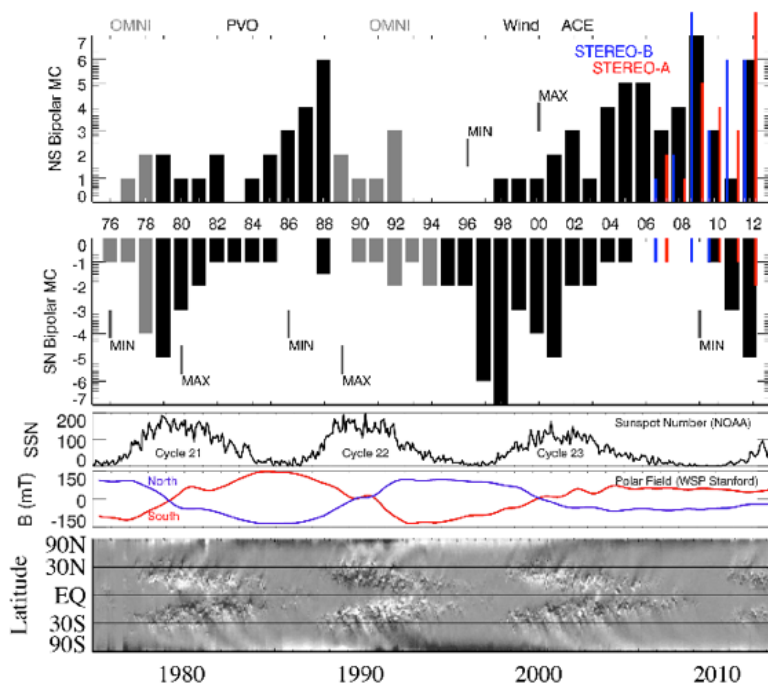 OMNI PVO OMNI Wind ACE
STEREO-B
STEREO-A
NS Bipolar MC
7
6
5
4
3
2
1
0
MAX
MIN
76 78 80 82 84 86 88 90 92 94 96 98 00 02 04 06 08 10 12
SN Bipolar MC
0
-1
-2
-3
-4
-5
-6
-7
MIN MIN MIN
MAX MAX
SSN
200
100
0
Sunspot Number (NOAA)
Cycle 21 Cycle 22 Cycle 23
B (mT)
150
0
-150
North
South
Polar Field (WSP Stanford)
Latitude
90N
30N
EQ
30S
90S
1980 1990 2000 2010